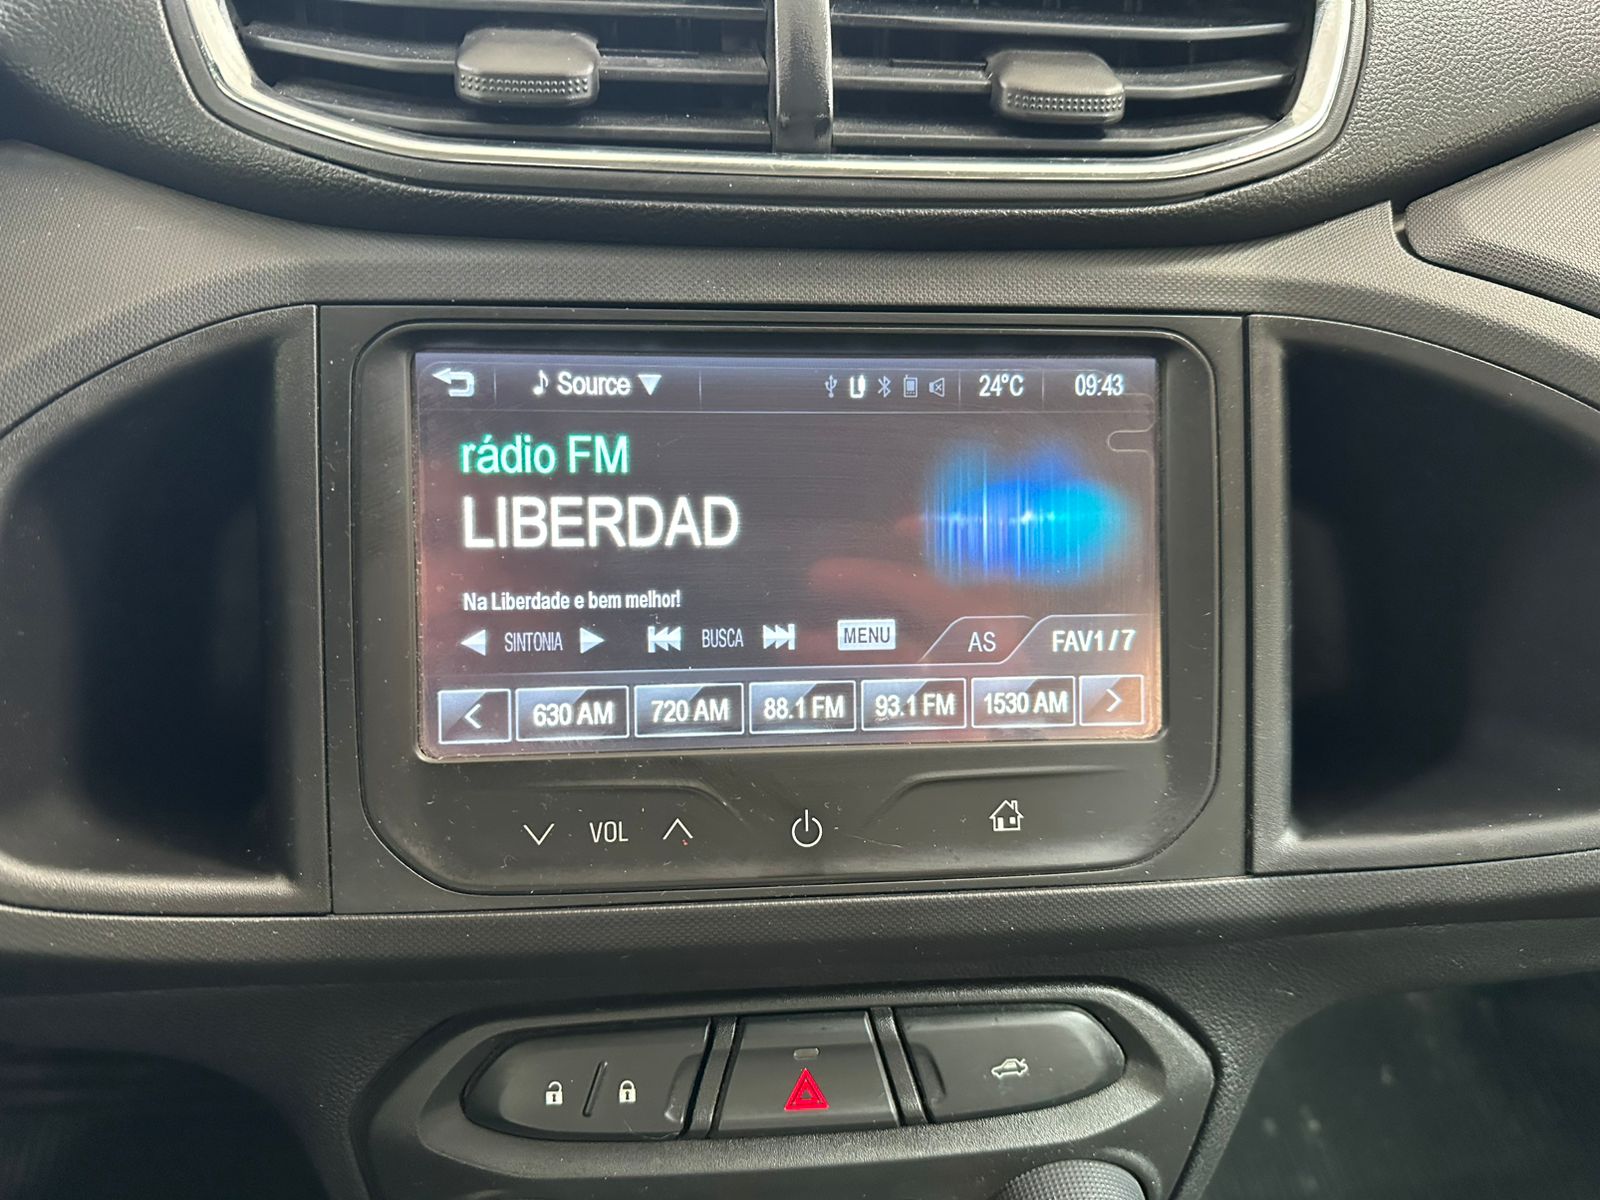 Source 24°C 09:43
rádio FM
LIBERDAD
Na Liberdade e bem melhor!
SINTONIA BUSCA MENU AS FAV1/7
< 630 AM 720 AM 88.1 FM 93.1 FM 1530 AM >
VOL